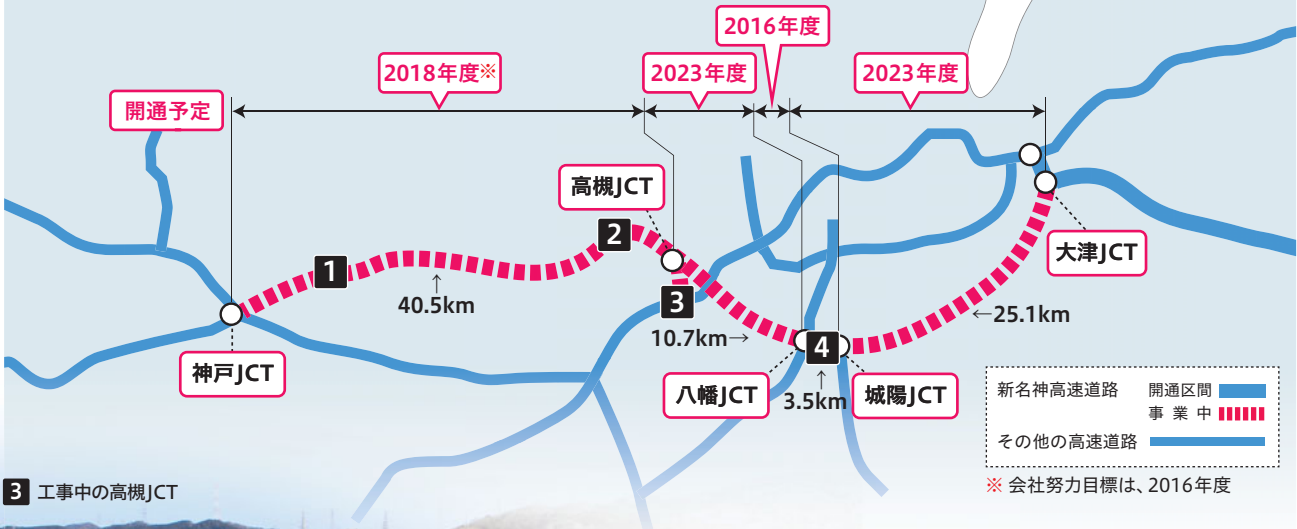 2016年度
2018年度※
2023年度
2023年度
開通予定
高槻JCT
2
大津JCT
1
40.5km
3
←25.1km
神戸JCT
10.7km→
4
八幡JCT
3.5km
城陽JCT
新名神高速道路
開通区間
事業中
その他の高速道路
※ 会社努力目標は、2016年度
3 工事中の高槻JCT